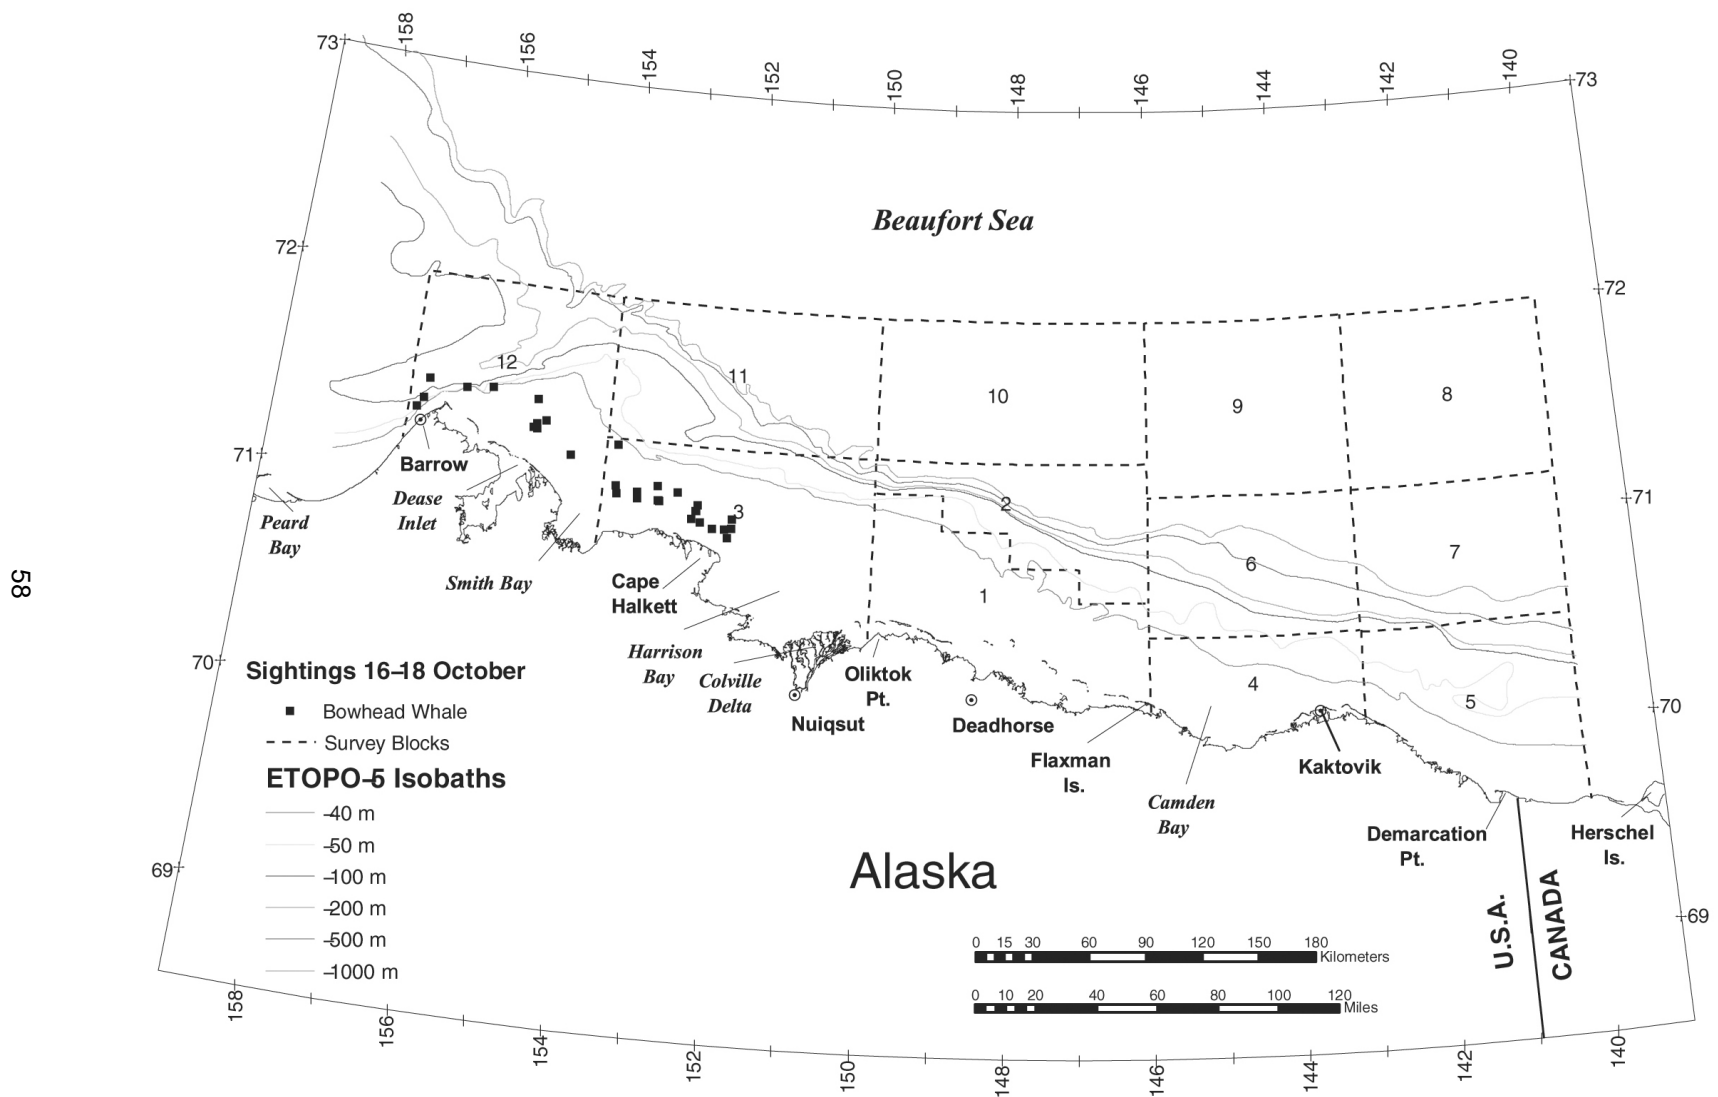 158
156
154
152
150
148
146
144
142
140
73
73
Beaufort Sea
72
72
12
11
10
9
8
71
71
Barrow
Dease
Inlet
Peard
Bay
3
2
6
7
Smith Bay
Cape
Halkett
1
58
Harrison
Bay
Colville
Delta
Oliktok
Pt.
Nuiqsut
Deadhorse
4
5
70
70
Sightings 16–18 October
Bowhead Whale
Survey Blocks
ETOPO–5 Isobaths
–40 m
–50 m
–100 m
–200 m
–500 m
–1000 m
Flaxman
Is.
Camden
Bay
Kaktovik
Demarcation
Pt.
Herschel
Is.
69
69
Alaska
U.S.A.
CANADA
0 15 30 60 90 120 150 180
Kilometers
0 10 20 40 60 80 100 120
Miles
158
156
154
152
150
148
146
144
142
140